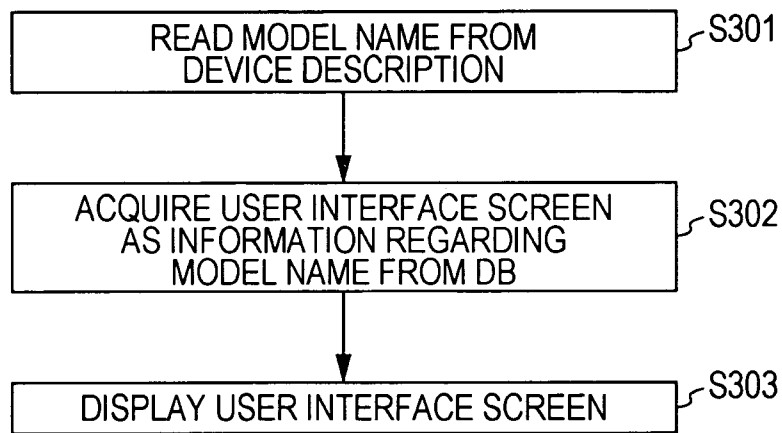 READ MODEL NAME FROM
DEVICE DESCRIPTION
S301
ACQUIRE USER INTERFACE SCREEN
AS INFORMATION REGARDING
MODEL NAME FROM DB
S302
DISPLAY USER INTERFACE SCREEN
S303